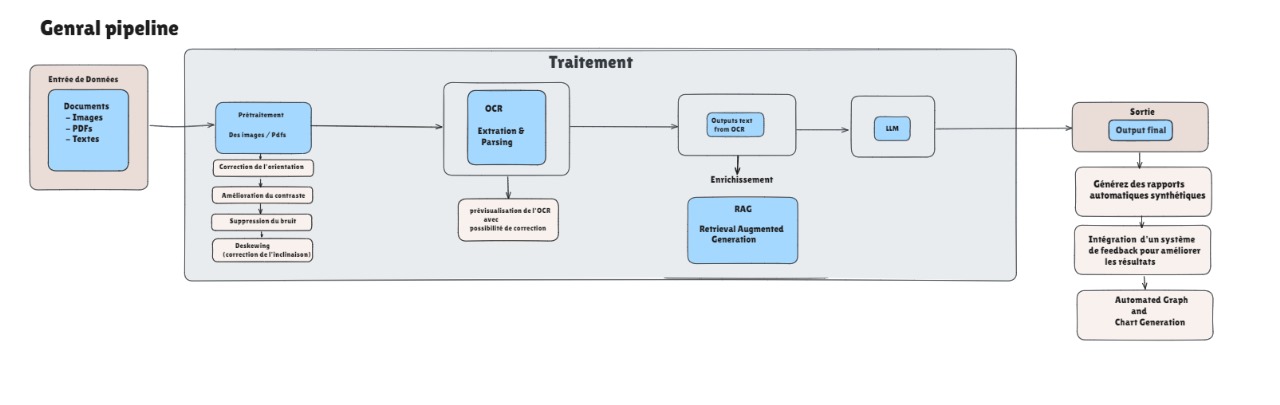 Genral pipeline
Entrée de Données
Documents
– Images
– PDFs
– Textes
Traitement
Prétraitement
Des images / Pdfs
Correction de l'orientation
Amélioration du contraste
Suppression du bruit
Deskewing
(correction de l'inclinaison)
OCR
Extration &
Parsing
prévisualisation de l'OCR
avec
possibilité de correction
Outputs text
from OCR
Enrichissement
RAG
Retrieval Augmented
Generation
LLM
Sortie
Output final
Générez des rapports
automatiques synthétiques
Intégration d'un système
de feedback pour améliorer
les résultats
Automated Graph
and
Chart Generation